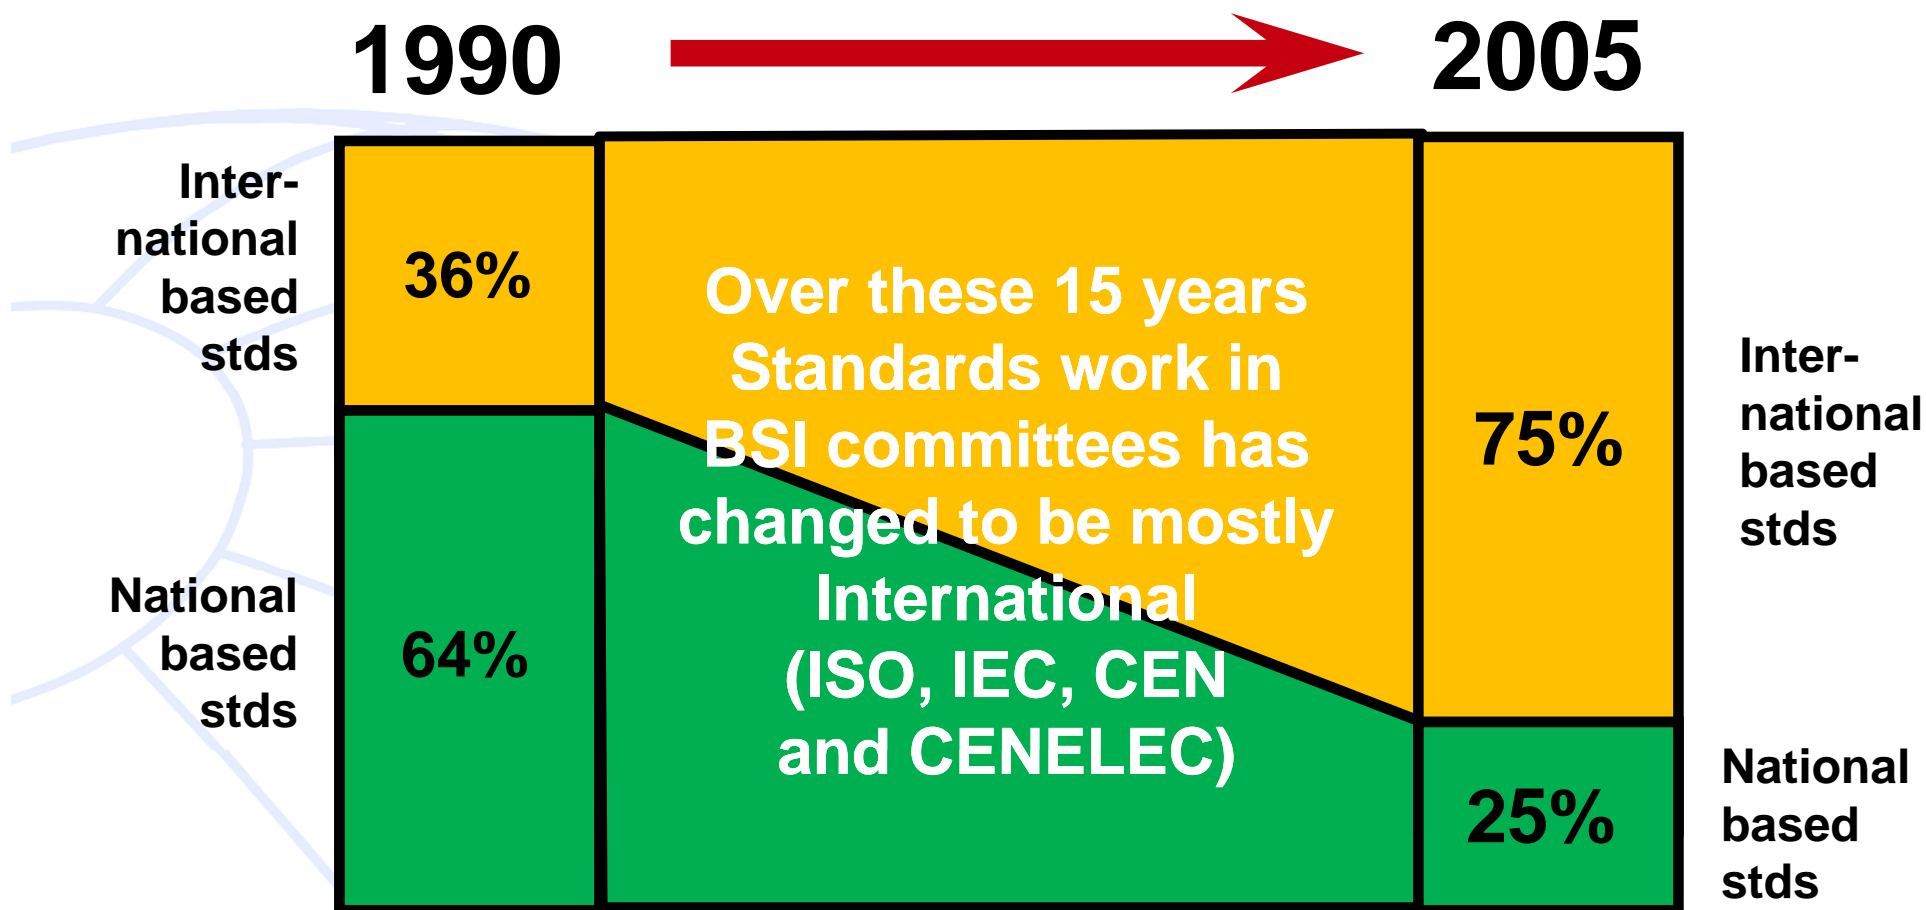 1990
2005
Inter-
national
based
stds
36%
National
based
stds
64%
Over these 15 years
Standards work in
BSI committees has
changed to be mostly
International
(ISO, IEC, CEN
and CENELEC)
75%
Inter-
national
based
stds
25%
National
based
stds